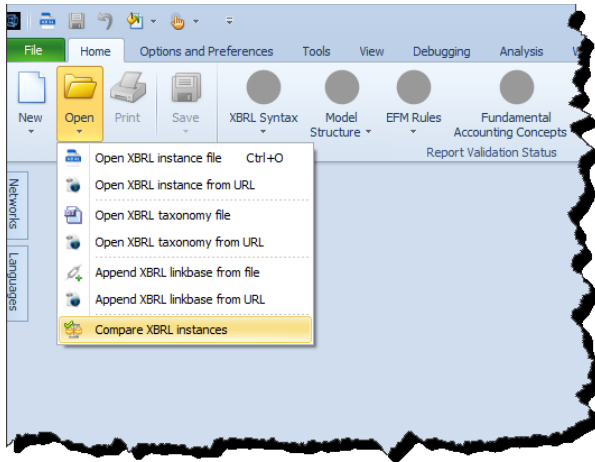 File Home Options and Preferences Tools View Debugging Analysis
New Open Print Save XBRL Syntax Model Structure EFM Rules Fundamental Accounting Concepts
Report Validation Status
Open XBRL instance file Ctrl+O
Open XBRL instance from URL
Open XBRL taxonomy file
Open XBRL taxonomy from URL
Append XBRL linkbase from file
Append XBRL linkbase from URL
Compare XBRL instances
Networks
Languages